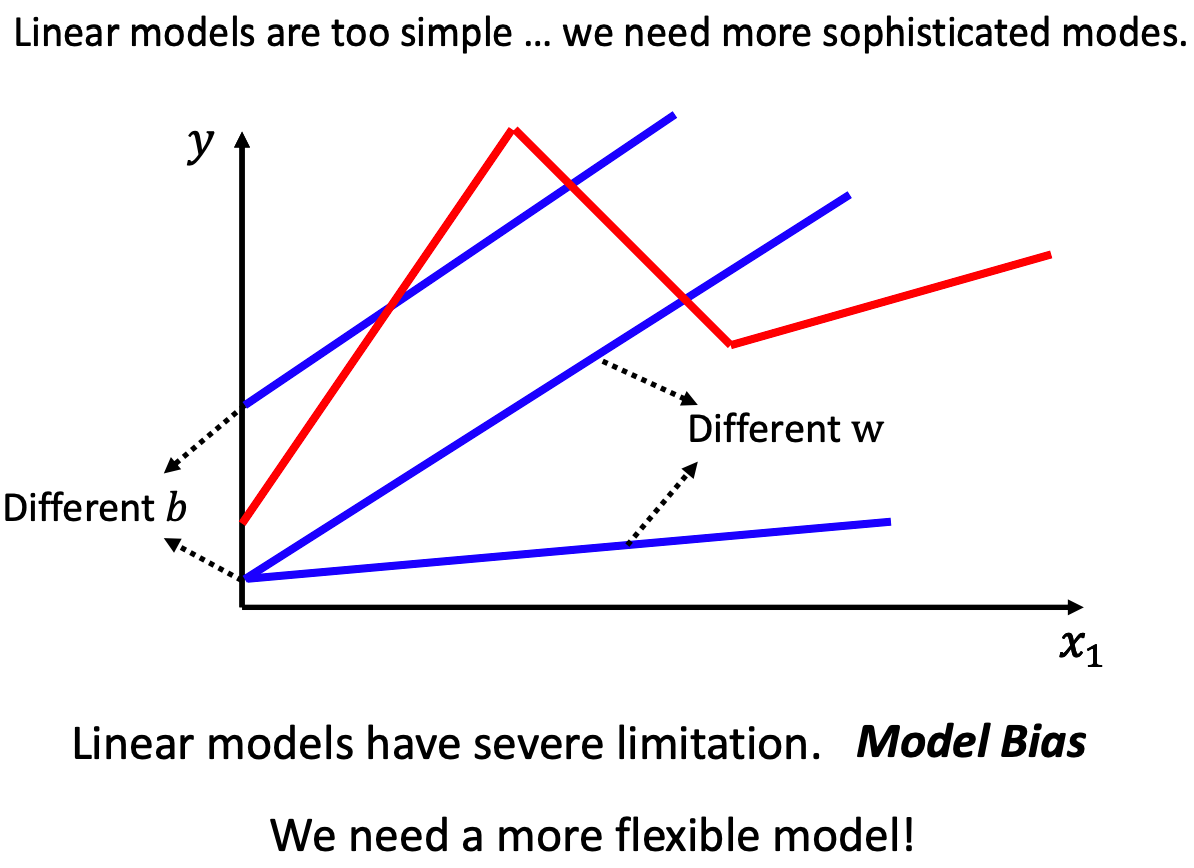 Linear models are too simple … we need more sophisticated modes.
y
Different w
Different b
x₁
Linear models have severe limitation. Model Bias
We need a more flexible model!